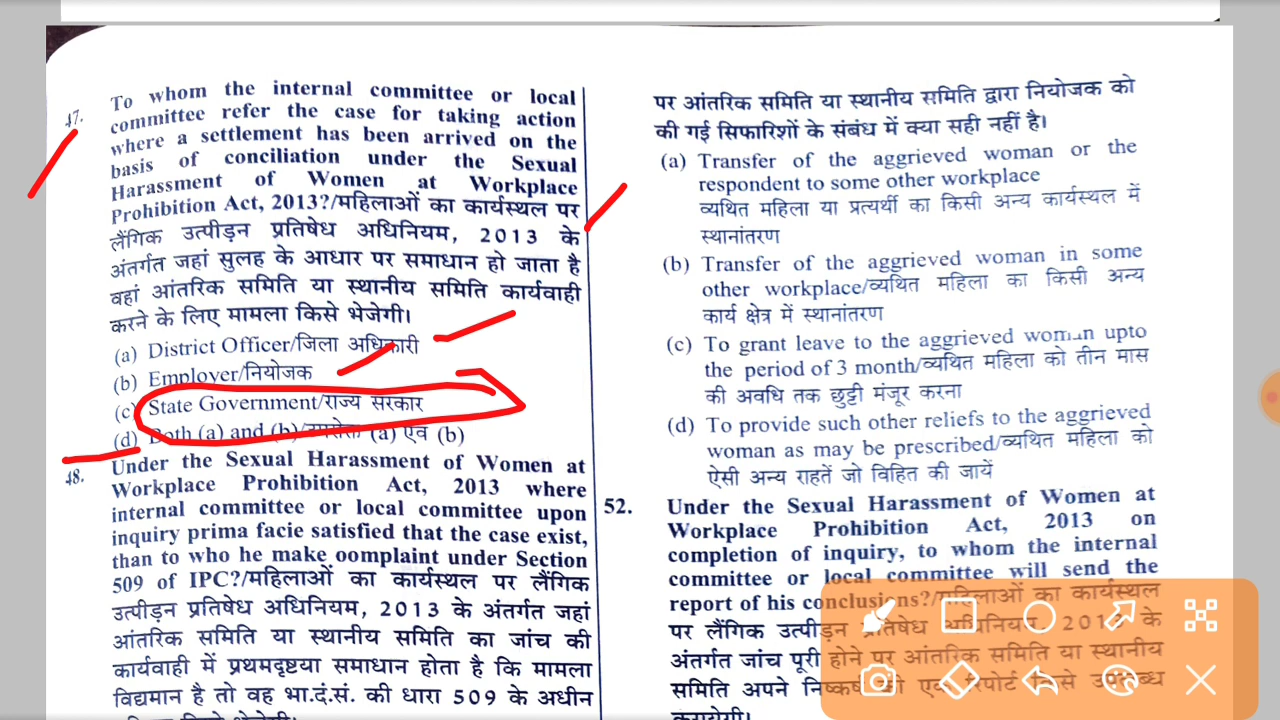 47.
To whom the internal committee or local
committee refer the case for taking action
where a settlement has been arrived on the
basis of conciliation under the Sexual
Harassment of Women at Workplace
Prohibition Act, 2013?/महिलाओं का कार्यस्थल पर
लैंगिक उत्पीड़न प्रतिषेध अधिनियम, 2013 के
अंतर्गत जहां सुलह के आधार पर समाधान हो जाता है
वहां आंतरिक समिति या स्थानीय समिति कार्यवाही
करने के लिए मामला किसे भेजेगी।
(a) District Officer/जिला अधिकारी
(b) Employer/नियोजक
(c) State Government/राज्य सरकार
(d) Both (a) and (b)/उपरोक्त (a) एवं (b)
48.
Under the Sexual Harassment of Women at
Workplace Prohibition Act, 2013 where
internal committee or local committee upon
inquiry prima facie satisfied that the case exist,
than to who he make oomplaint under Section
509 of IPC?/महिलाओं का कार्यस्थल पर लैंगिक
उत्पीड़न प्रतिषेध अधिनियम, 2013 के अंतर्गत जहां
आंतरिक समिति या स्थानीय समिति का जांच की
कार्यवाही में प्रथमदृष्टया समाधान होता है कि मामला
विद्यमान है तो वह भा.दं.सं. की धारा 509 के अधीन
पर आंतरिक समिति या स्थानीय समिति द्वारा नियोजक को
की गई सिफारिशों के संबंध में क्या सही नहीं है।
(a) Transfer of the aggrieved woman or the
respondent to some other workplace
व्यथित महिला या प्रत्यर्थी का किसी अन्य कार्यस्थल में
स्थानांतरण
(b) Transfer of the aggrieved woman in some
other workplace/व्यथित महिला का किसी अन्य
कार्य क्षेत्र में स्थानांतरण
(c) To grant leave to the aggrieved woman upto
the period of 3 month/व्यथित महिला को तीन मास
की अवधि तक छुट्टी मंजूर करना
(d) To provide such other reliefs to the aggrieved
woman as may be prescribed/व्यथित महिला को
ऐसी अन्य राहतें जो विहित की जायें
52. Under the Sexual Harassment of Women at
Workplace Prohibition Act, 2013 on
completion of inquiry, to whom the internal
committee or local committee will send the
report of his conclusions?/महिलाओं का कार्यस्थल
पर लैंगिक उत्पीड़न प्रतिषेध अधिनियम, 2013 के
अंतर्गत जांच पूरी होने पर आंतरिक समिति या स्थानीय
समिति अपने निष्कर्षों की एक रिपोर्ट किसे उपलब्ध
करायेगी।